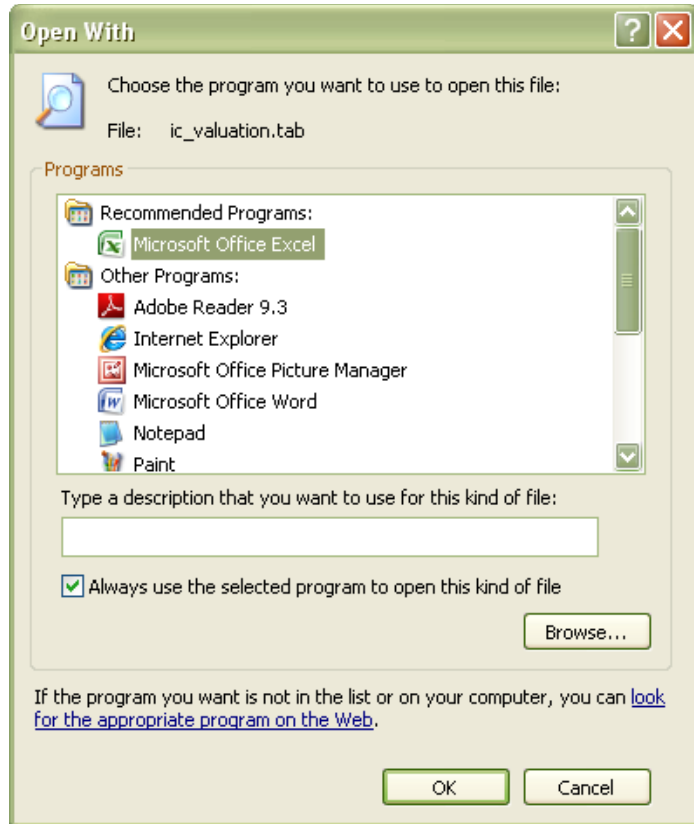 Open With
Choose the program you want to use to open this file:
File: ic_valuation.tab
Programs
Recommended Programs:
Microsoft Office Excel
Other Programs:
Adobe Reader 9.3
Internet Explorer
Microsoft Office Picture Manager
Microsoft Office Word
Notepad
Paint
Type a description that you want to use for this kind of file:
Always use the selected program to open this kind of file
Browse...
If the program you want is not in the list or on your computer, you can look
for the appropriate program on the Web.
OK Cancel